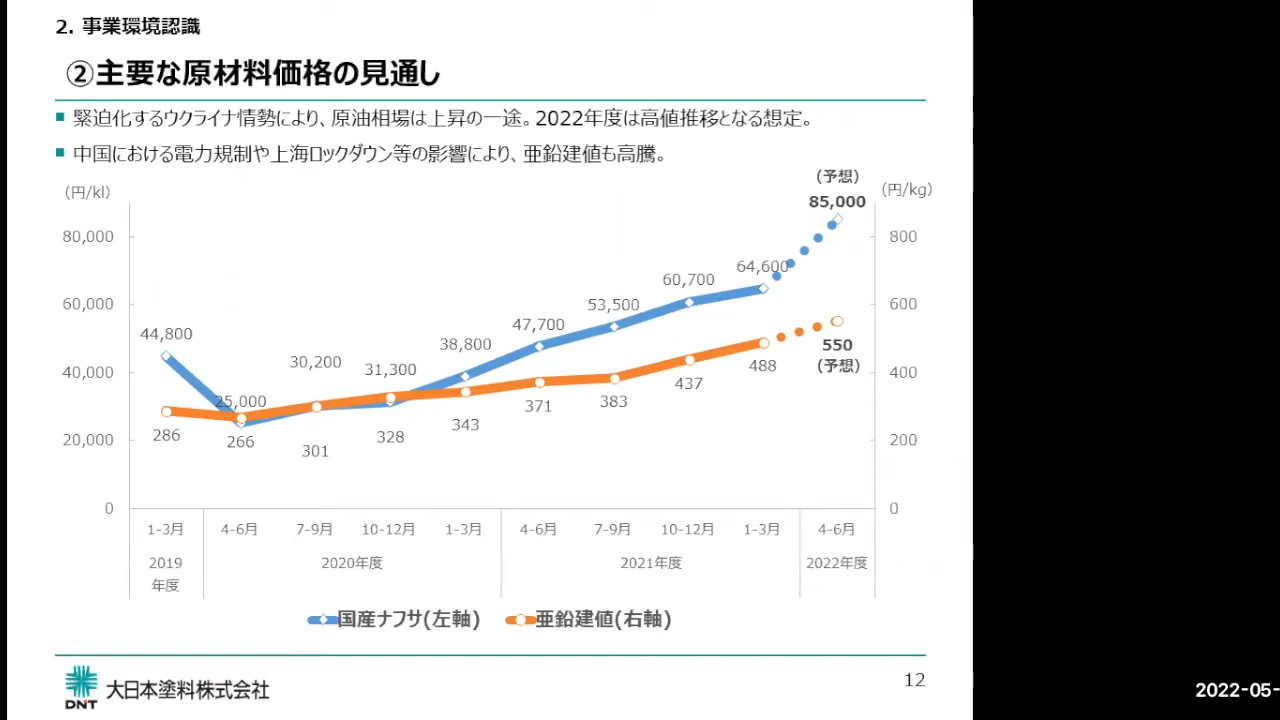 2. 事業環境認識
②主要な原材料価格の見通し
緊迫化するウクライナ情勢により、原油相場は上昇の一途。2022年度は高値推移となる想定。
中国における電力規制や上海ロックダウン等の影響により、亜鉛建値も高騰。
(円/kl)
(予想)
85,000
(円/kg)
80,000
60,000
40,000
20,000
0
44,800
25,000
30,200
31,300
38,800
47,700
53,500
60,700
64,600
286
266
301
328
343
371
383
437
488
550
(予想)
800
600
400
200
0
1-3月 4-6月 7-9月 10-12月 1-3月 4-6月 7-9月 10-12月 1-3月 4-6月
2019 2020年度 2021年度 2022年度
年度
国産ナフサ(左軸) 亜鉛建値(右軸)
DNT 大日本塗料株式会社
12
2022-05-